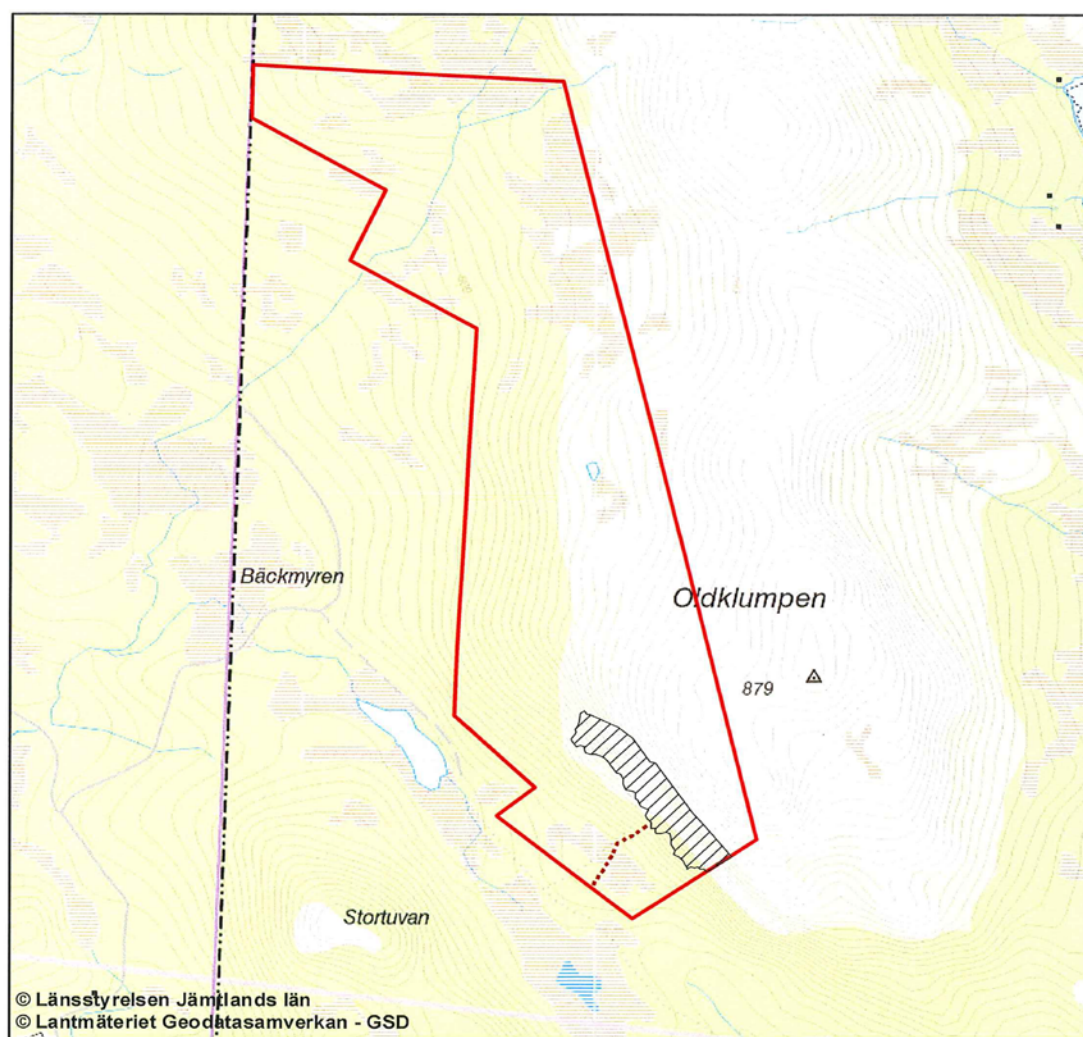 Bäckmyren
Oldklumpen
879
Stortuvan
© Länsstyrelsen Jämtlands län
© Lantmäteriet Geodatasamverkan - GSD